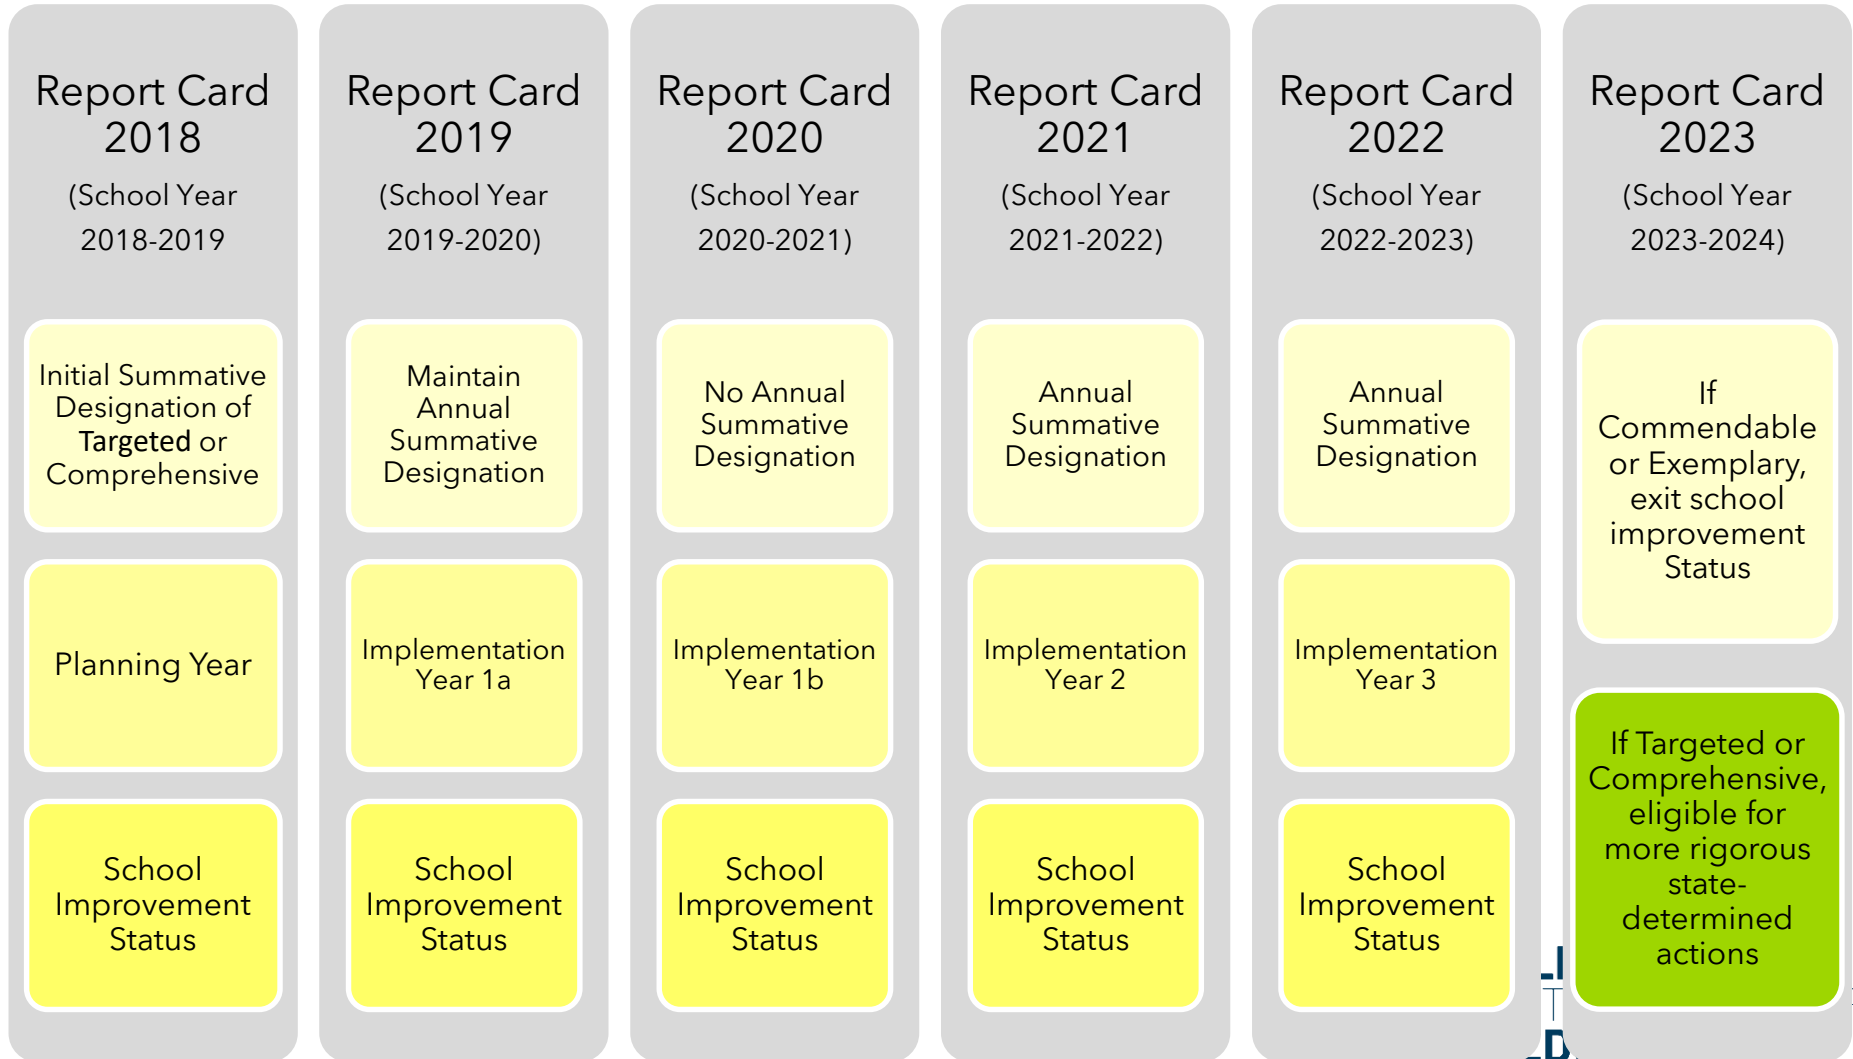 Report Card
2018
(School Year
2018-2019
Initial Summative
Designation of
Targeted or
Comprehensive
Planning Year
School
Improvement
Status
Report Card
2019
(School Year
2019-2020)
Maintain
Annual
Summative
Designation
Implementation
Year 1a
School
Improvement
Status
Report Card
2020
(School Year
2020-2021)
No Annual
Summative
Designation
Implementation
Year 1b
School
Improvement
Status
Report Card
2021
(School Year
2021-2022)
Annual
Summative
Designation
Implementation
Year 2
School
Improvement
Status
Report Card
2022
(School Year
2022-2023)
Annual
Summative
Designation
Implementation
Year 3
School
Improvement
Status
Report Card
2023
(School Year
2023-2024)
If
Commendable
or Exemplary,
exit school
improvement
Status
If Targeted or
Comprehensive,
eligible for
more rigorous
state-
determined
actions